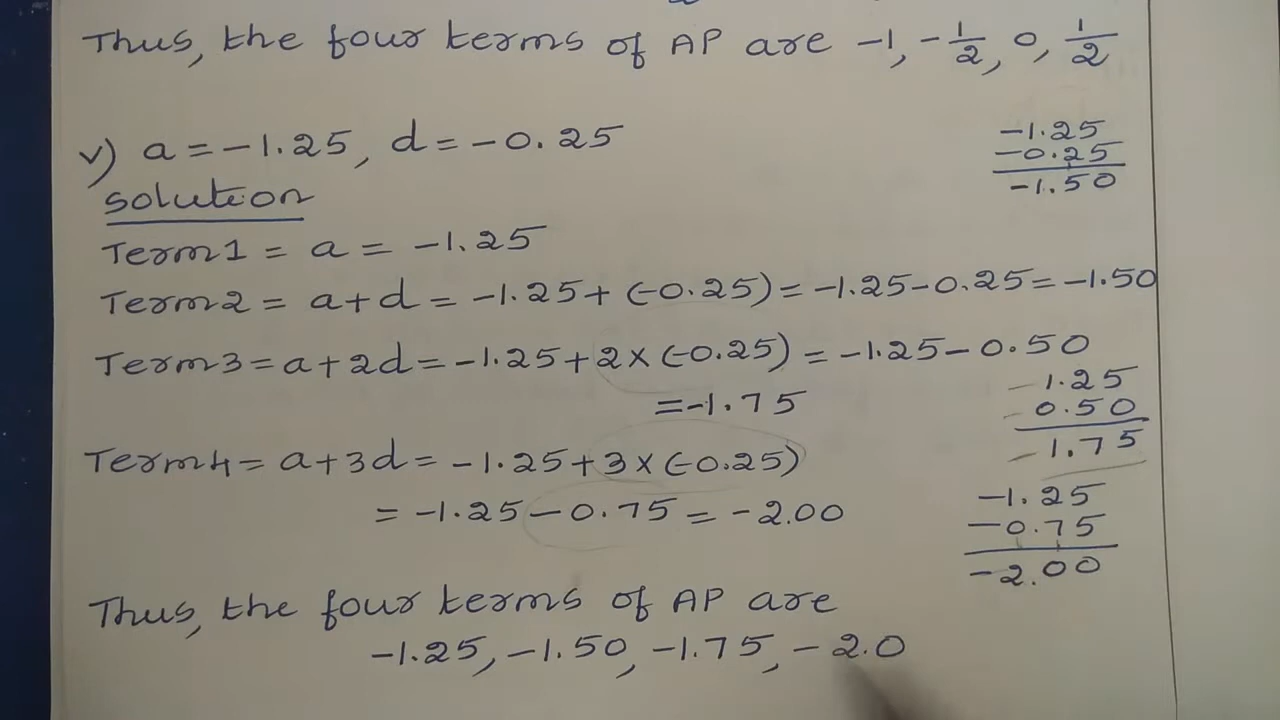 Thus, the four terms of AP are -1, -1/2, 0, 1/2
v) a = -1.25, d = -0.25
-1.25
-0.25
-1.50
Solution
Term1 = a = -1.25
Term2 = a+d = -1.25+ (-0.25) = -1.25-0.25 = -1.50
Term3 = a+2d = -1.25+2×(-0.25) = -1.25-0.50
= -1.75
- 1.25
- 0.50
- 1.75
Term4 = a+3d = -1.25+3×(-0.25)
= -1.25-0.75 = -2.00
-1.25
-0.75
-2.00
Thus, the four terms of AP are
-1.25, -1.50, -1.75, -2.0